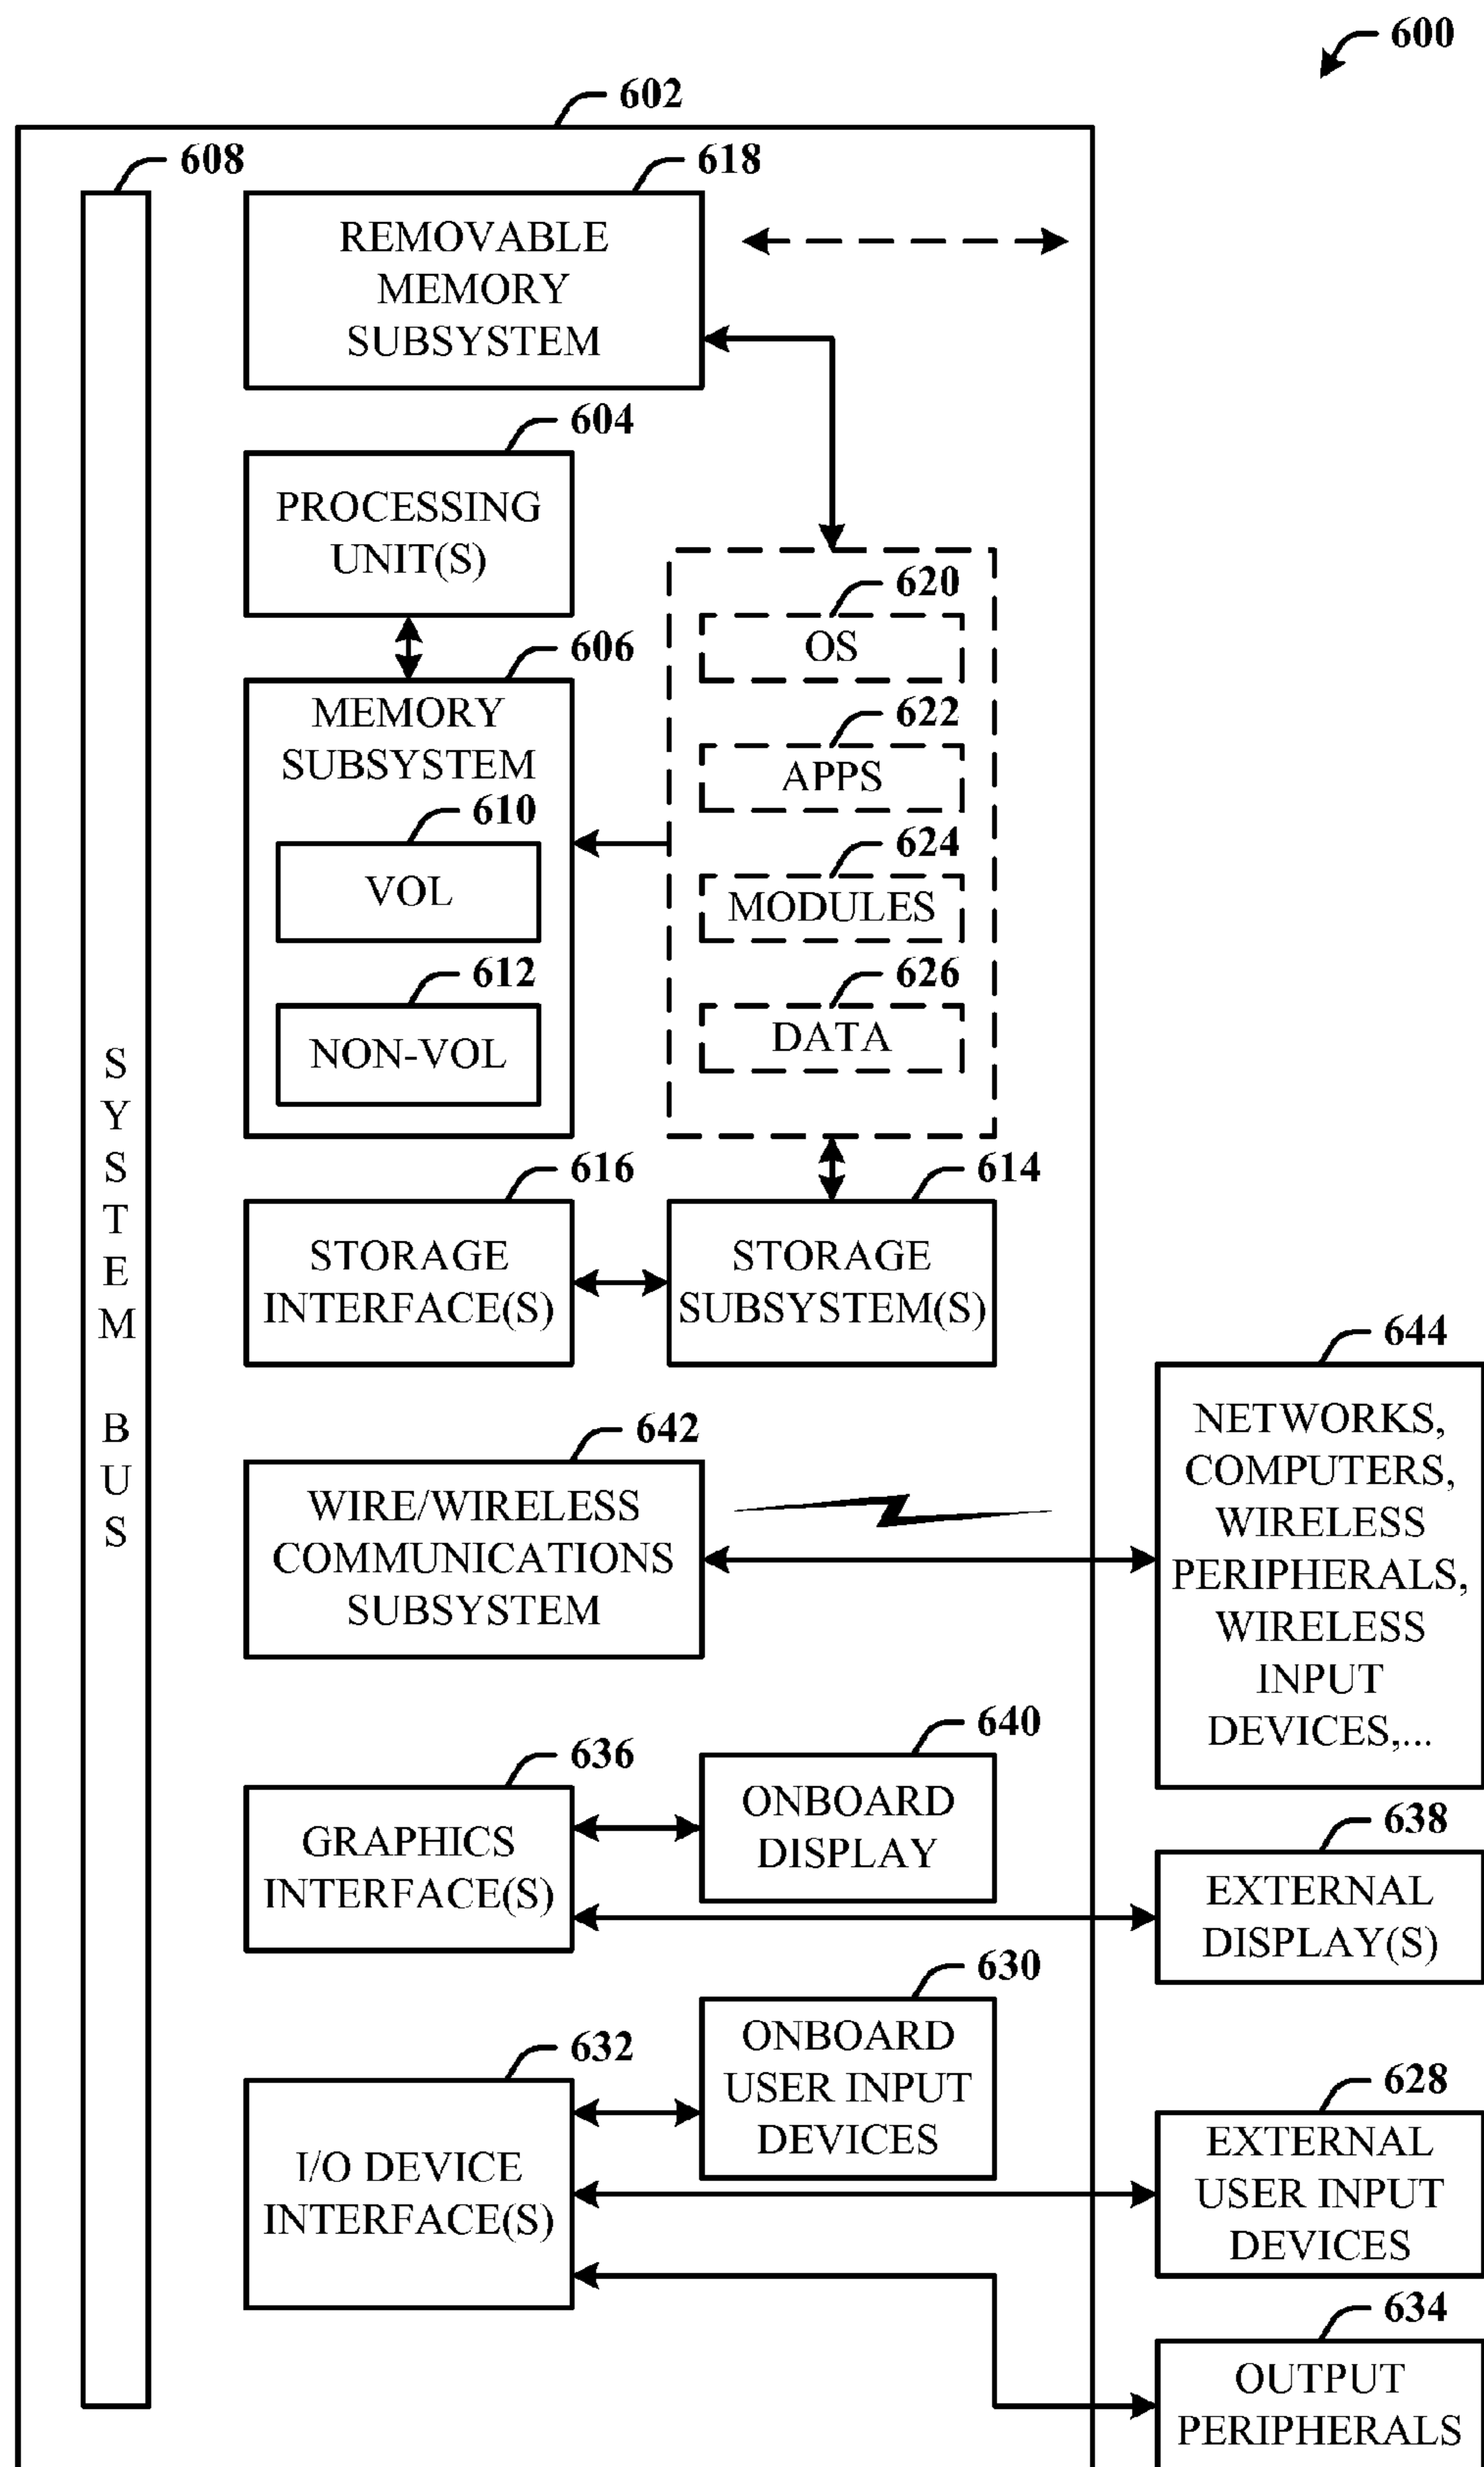 600
602
608
618
REMOVABLE
MEMORY
SUBSYSTEM
604
PROCESSING
UNIT(S)
606
MEMORY
SUBSYSTEM
610
VOL
612
NON-VOL
620
OS
622
APPS
624
MODULES
626
DATA
616
STORAGE
INTERFACE(S)
614
STORAGE
SUBSYSTEM(S)
SYSTEM BUS
642
WIRE/WIRELESS
COMMUNICATIONS
SUBSYSTEM
644
NETWORKS,
COMPUTERS,
WIRELESS
PERIPHERALS,
WIRELESS
INPUT
DEVICES,...
636
GRAPHICS
INTERFACE(S)
640
ONBOARD
DISPLAY
638
EXTERNAL
DISPLAY(S)
632
I/O DEVICE
INTERFACE(S)
630
ONBOARD
USER INPUT
DEVICES
628
EXTERNAL
USER INPUT
DEVICES
634
OUTPUT
PERIPHERALS